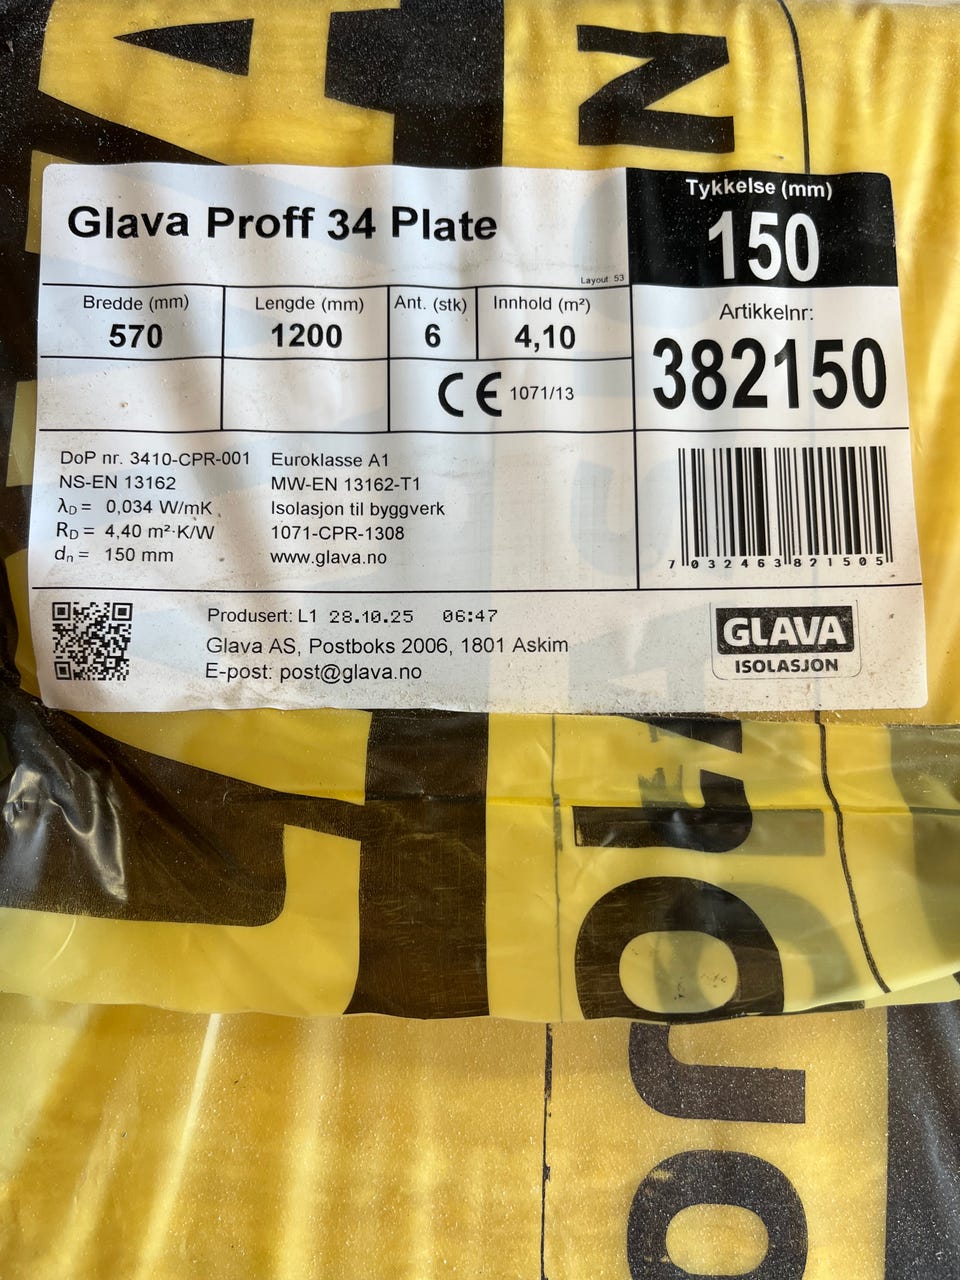 Glava Proff 34 Plate
Layout 53
Tykkelse (mm)
150
Bredde (mm)
570
Lengde (mm)
1200
Ant. (stk)
6
Innhold (m²)
4,10
Artikkelnr:
382150
CE 1071/13
DoP nr. 3410-CPR-001
NS-EN 13162
λD = 0,034 W/mK
RD = 4,40 m²·K/W
dn = 150 mm
Euroklasse A1
MW-EN 13162-T1
Isolasjon til byggverk
1071-CPR-1308
www.glava.no
7 032463 821505
Produsert: L1 28.10.25 06:47
Glava AS, Postboks 2006, 1801 Askim
E-post: post@glava.no
GLAVA
ISOLASJON